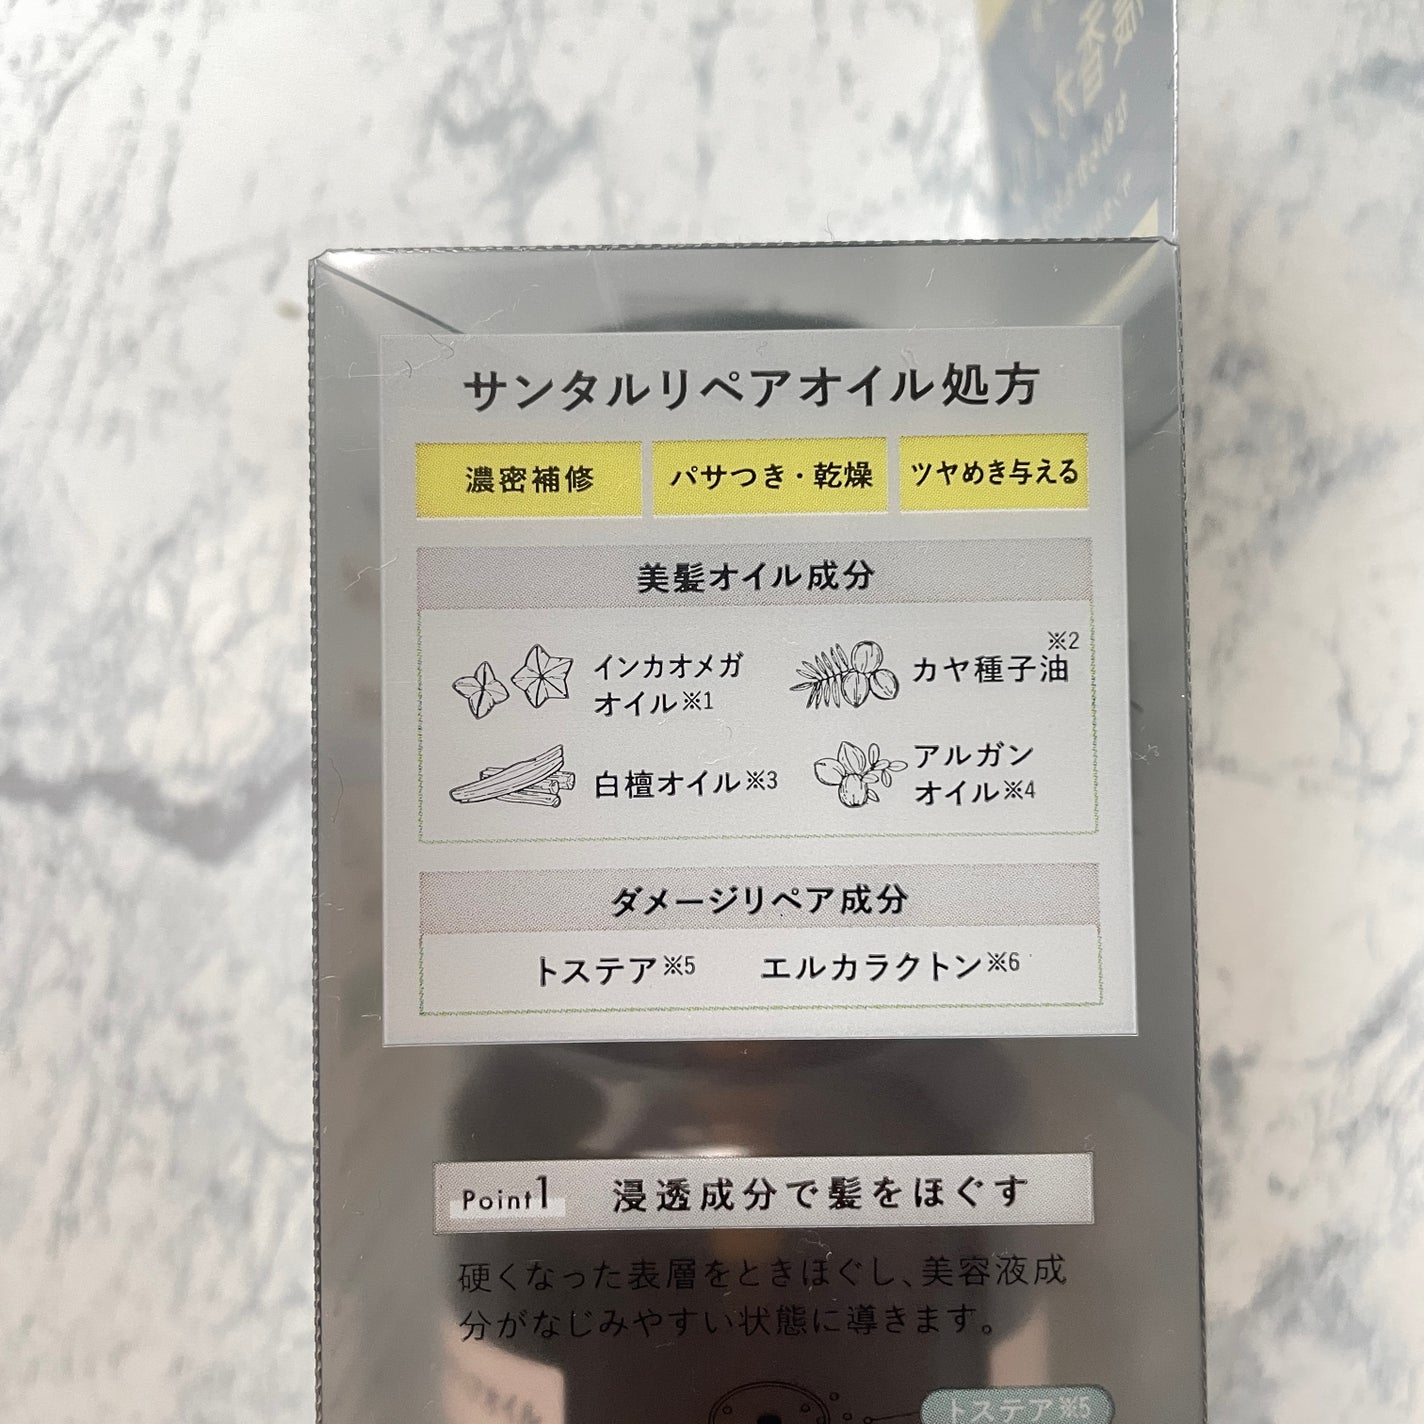 サンタルリペアオイル処方
濃密補修
パサつき・乾燥
ツヤめき与える
美髪オイル成分
インカオメガ
オイル※1
カヤ種子油※2
白檀オイル※3
アルガン
オイル※4
ダメージリペア成分
トステア※5 エルカラクトン※6
Point1 浸透成分で髪をほぐす
硬くなった表層をときほぐし、美容液成
分がなじみやすい状態に導きます。
トステア※5